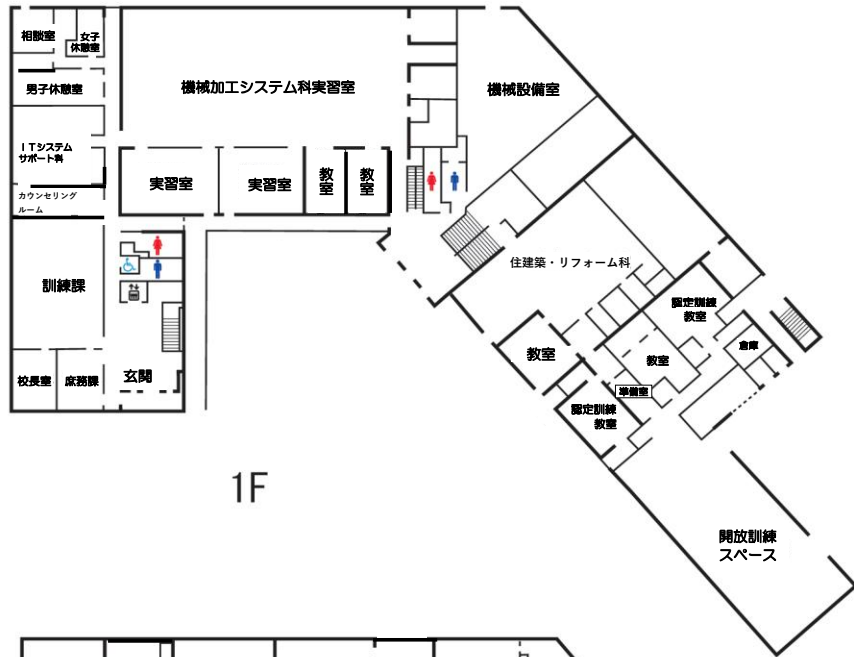 相談室
女子
休憩室
男子休憩室
ITシステム
サポート科
カウンセリング
ルーム
訓練課
校長室
庶務課
玄関
機械加工システム科実習室
実習室
実習室
教室
教室
機械設備室
住建築・リフォーム科
認定訓練
教室
倉庫
教室
教室
準備室
認定訓練
教室
開放訓練
スペース
1F